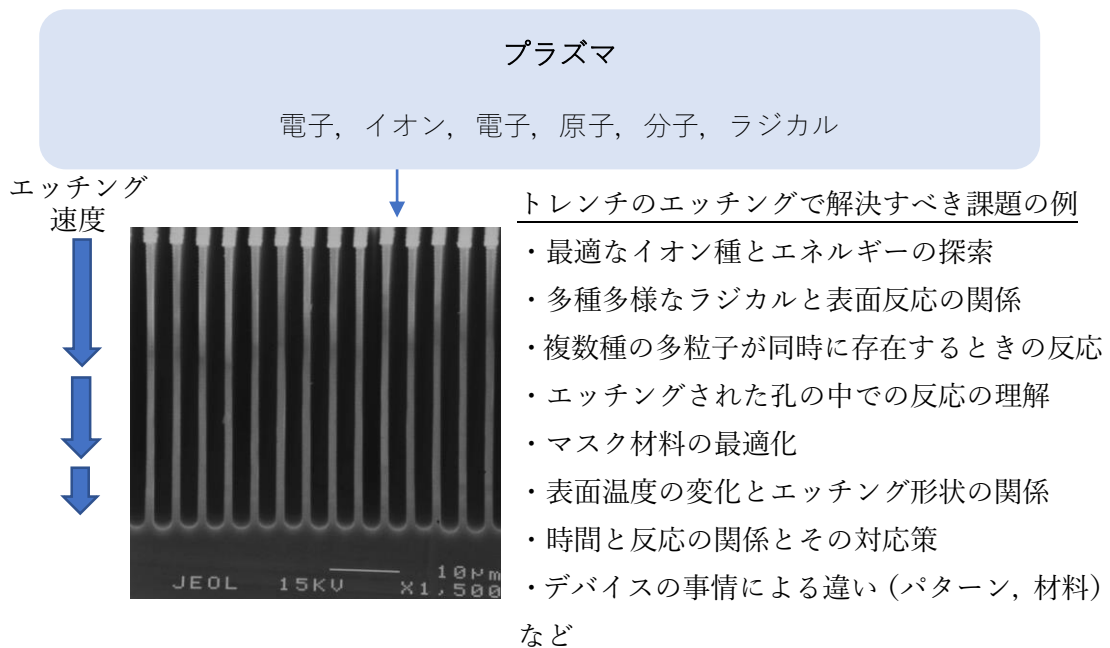 プラズマ
電子, イオン, 電子, 原子, 分子, ラジカル
エッチング
速度
トレンチのエッチングで解決すべき課題の例
・最適なイオン種とエネルギーの探索
・多種多様なラジカルと表面反応の関係
・複数種の多粒子が同時に存在するときの反応
・エッチングされた孔の中での反応の理解
・マスク材料の最適化
・表面温度の変化とエッチング形状の関係
・時間と反応の関係とその対応策
・デバイスの事情による違い (パターン, 材料)
など
10μm
JEOL 15KV X1,500